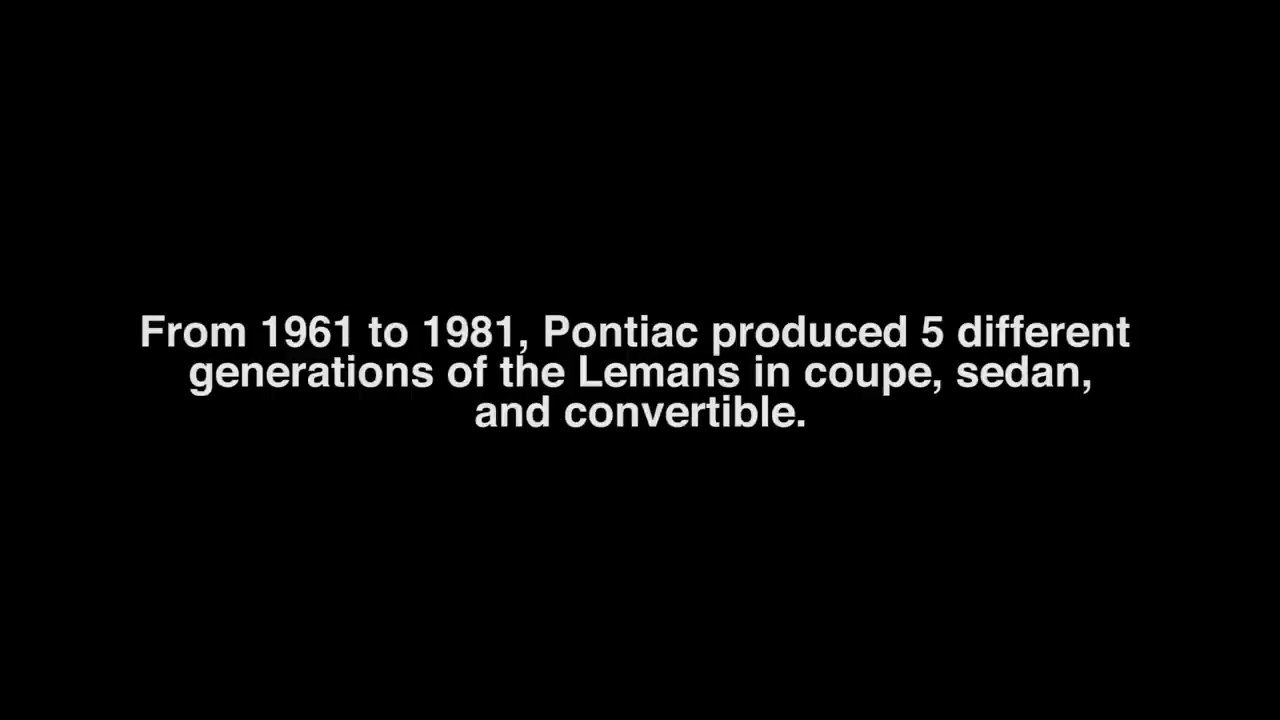 From 1961 to 1981, Pontiac produced 5 different
generations of the Lemans in coupe, sedan,
and convertible.